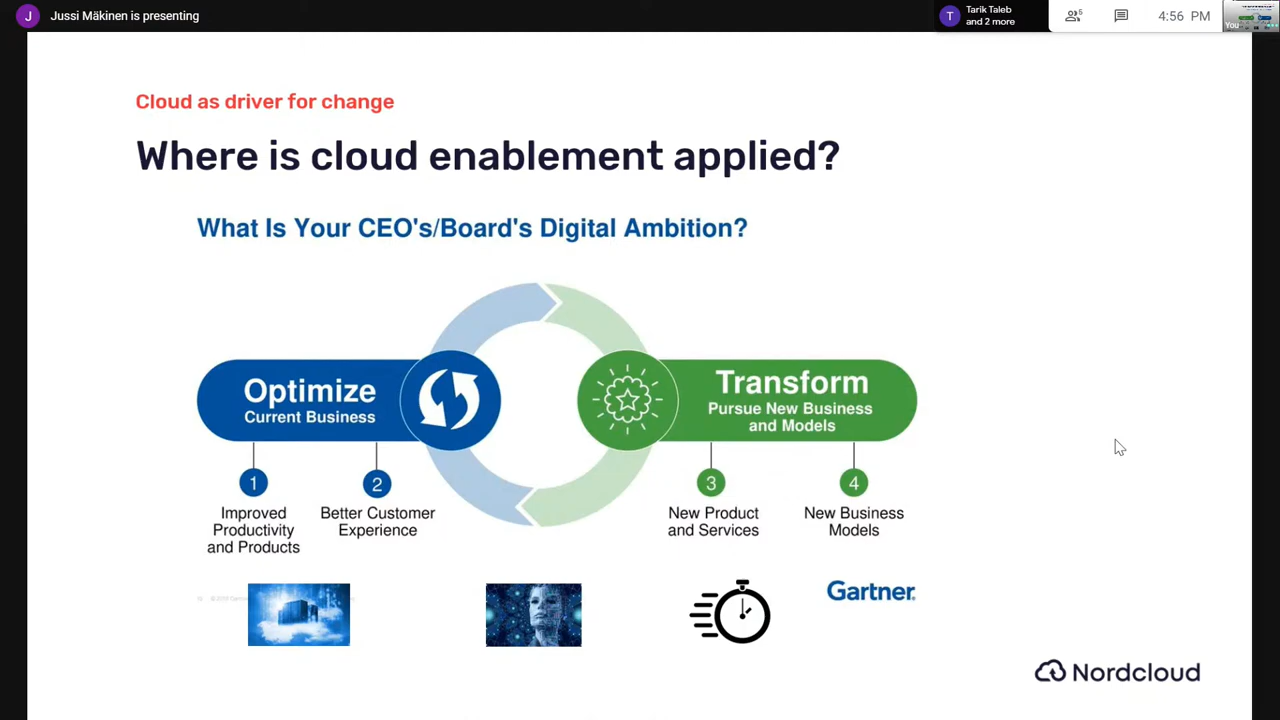 J Jussi Mäkinen is presenting
T Tarik Taleb
and 2 more
5
4:56 PM
You
Cloud as driver for change
Where is cloud enablement applied?
What Is Your CEO's/Board's Digital Ambition?
Optimize
Current Business
Transform
Pursue New Business
and Models
1
Improved
Productivity
and Products
2
Better Customer
Experience
3
New Product
and Services
4
New Business
Models
Gartner
Nordcloud